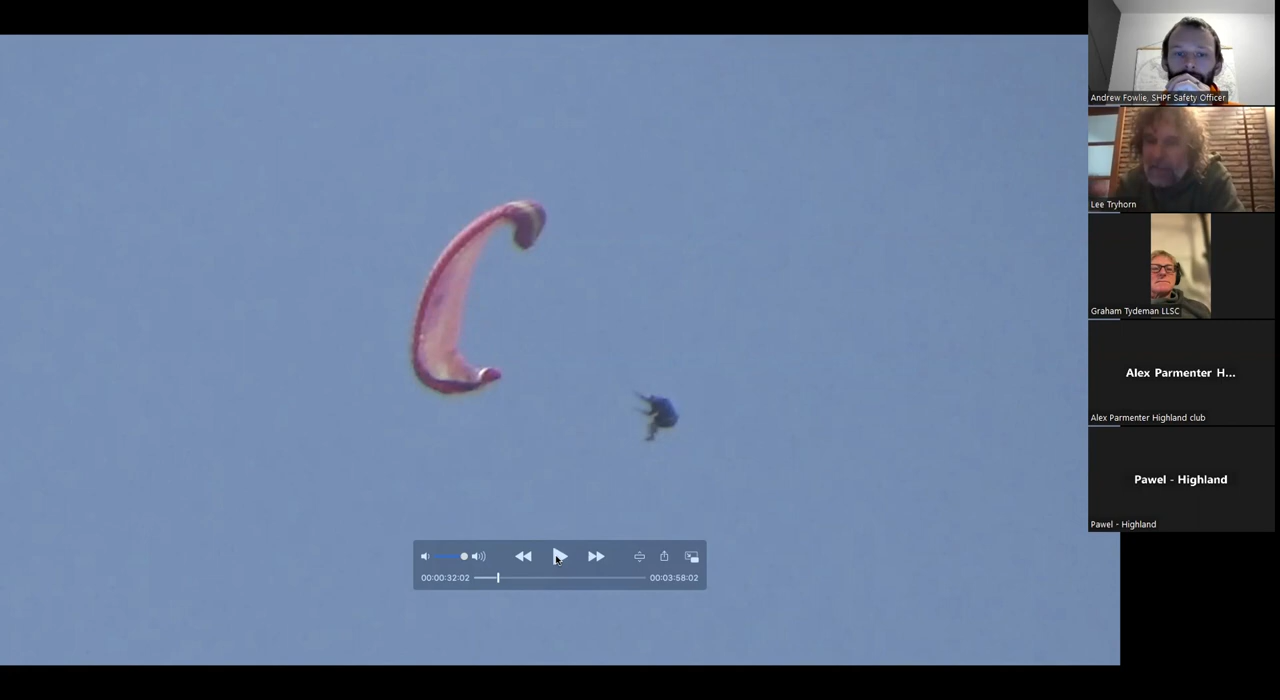 Andrew Fowlie, SHPF Safety Officer
Lee Tryhorn
Graham Tydeman LLSC
Alex Parmenter H...
Alex Parmenter Highland club
Pawel - Highland
Pawel - Highland
00:00:32:02
00:03:58:02